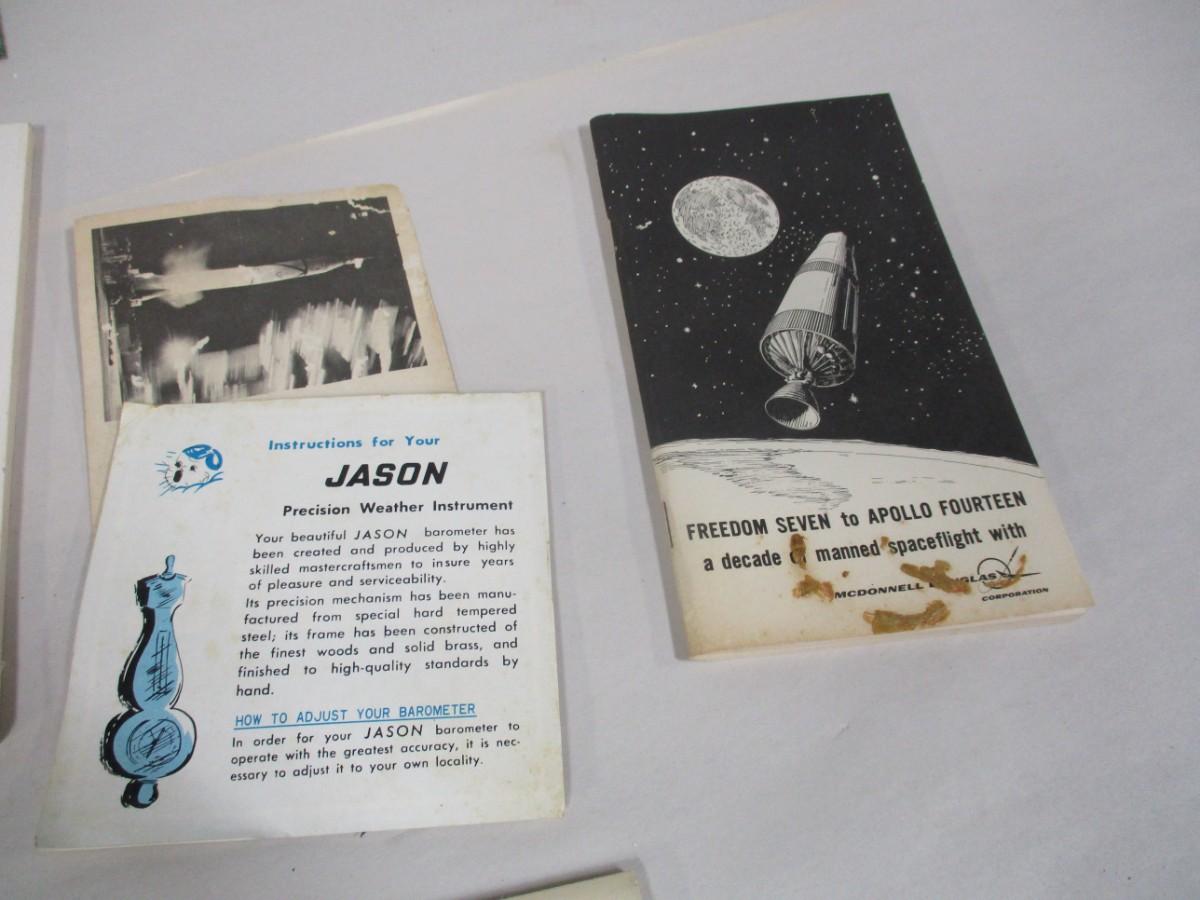 Instructions for Your
JASON
Precision Weather Instrument
Your beautiful JASON barometer has
been created and produced by highly
skilled mastercraftsmen to insure years
of pleasure and serviceability.
Its precision mechanism has been manu-
factured from special hard tempered
steel; its frame has been constructed of
the finest woods and solid brass, and
finished to high-quality standards by
hand.
HOW TO ADJUST YOUR BAROMETER
In order for your JASON barometer to
operate with the greatest accuracy, it is nec-
essary to adjust it to your own locality.
FREEDOM SEVEN to APOLLO FOURTEEN
a decade of manned spaceflight with
MCDONNELL DOUGLAS
CORPORATION